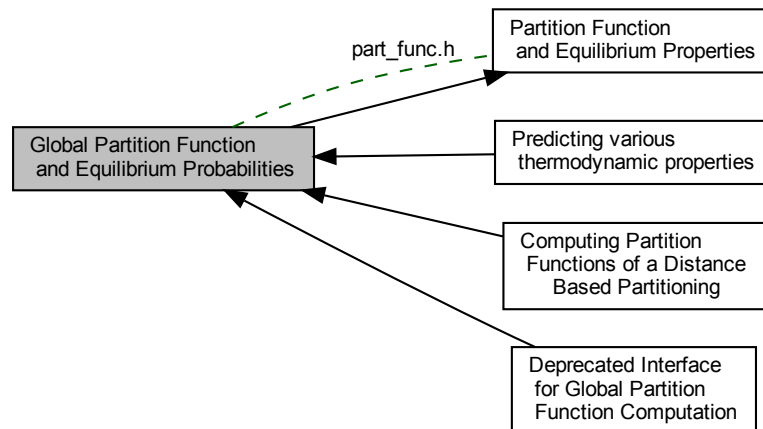 Partition Function
and Equilibrium Properties
part_func.h
Global Partition Function
and Equilibrium Probabilities
Predicting various
thermodynamic properties
Computing Partition
Functions of a Distance
Based Partitioning
Deprecated Interface
for Global Partition
Function Computation